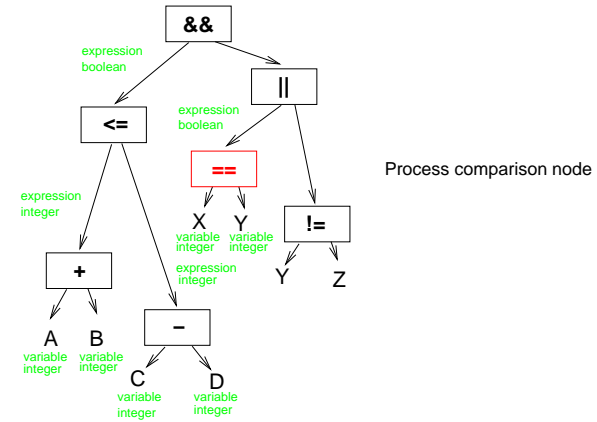 &&
expression
boolean
||
expression
boolean
<=
==
Process comparison node
expression
integer
X Y
variable variable
integer integer
!=
+
expression
integer
Y Z
A B
variable variable
integer integer
–
C D
variable variable
integer integer